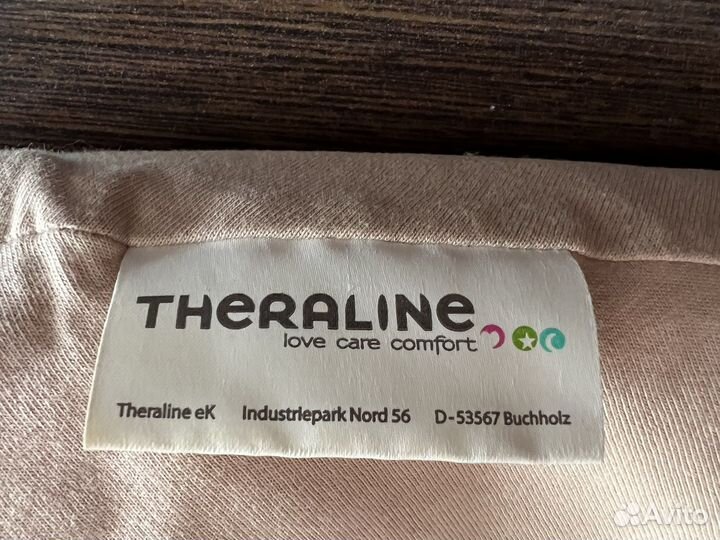 THERALINE
love care comfort
Theraline eK Industriepark Nord 56 D-53567 Buchholz
Avito